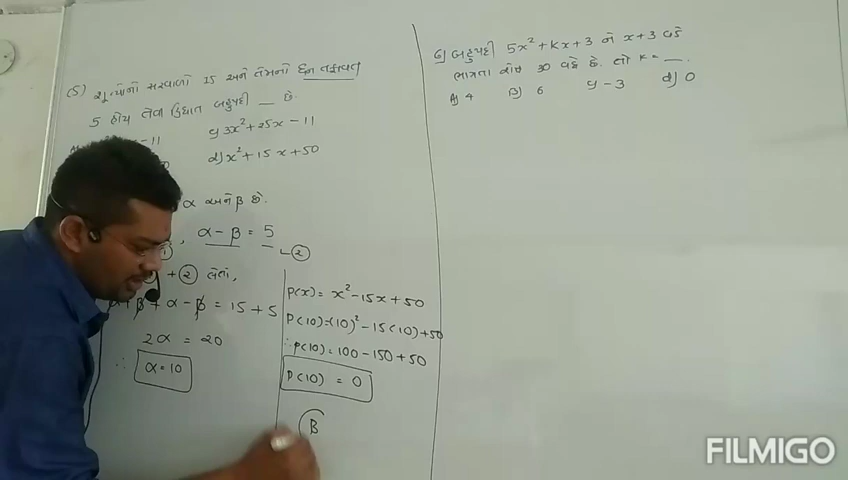 (5) શૂન્યોનો સરવાળો 15 અને તેમનો ધન તફાવત
5 હોય તેવા દ્વિઘાત બહુપદી __ છે.
-11
c) 3x² + 25x - 11
d) x² + 15x + 50
α અને β છે.
α - β = 5
②
+ ② લેતાં,
+ α - β = 15 + 5
2α = 20
∴ α = 10
P(x) = x² - 15x + 50
P(10) = (10)² - 15(10) + 50
∴ P(10) = 100 - 150 + 50
P(10) = 0
B
6) બહુપદી 5x² + kx + 3 ને x + 3 વડે
ભાગતા શેષ 30 વધે છે. તો k = __.
A) 4 B) 6 c) -3 d) 0
FILMIGO